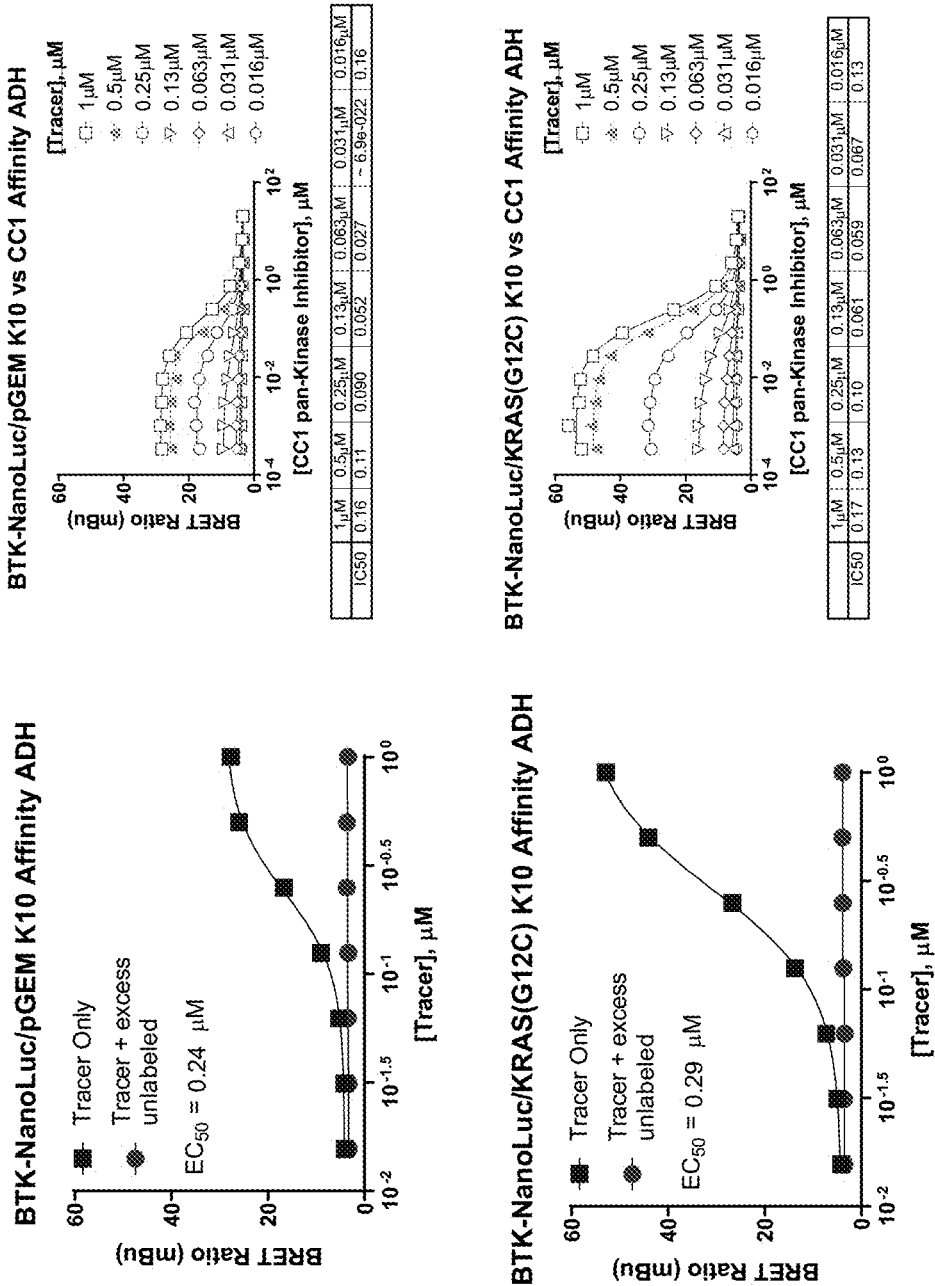 BTK-NanoLuc/pGEM K10 Affinity ADH
BRET Ratio (mBu)
60
40
20
0
Tracer Only
Tracer + excess
unlabeled
EC50 = 0.24 µM
10-2
10-1.5
10-1
10-0.5
100
[Tracer], µM
BTK-NanoLuc/pGEM K10 vs CC1 Affinity ADH
BRET Ratio (mBu)
60
40
20
0
10-4
10-2
100
102
[CC1 pan-Kinase Inhibitor], µM
[Tracer], µM
1µM
0.5µM
0.25µM
0.13µM
0.063µM
0.031µM
0.016µM
1µM 0.5µM 0.25µM 0.13µM 0.063µM 0.031µM 0.016µM
IC50 0.16 0.11 0.090 0.052 0.027 ~ 6.9e-022 0.16
BTK-NanoLuc/KRAS(G12C) K10 Affinity ADH
BRET Ratio (mBu)
60
40
20
0
Tracer Only
Tracer + excess
unlabeled
EC50 = 0.29 µM
10-2
10-1.5
10-1
10-0.5
100
[Tracer], µM
BTK-NanoLuc/KRAS(G12C) K10 vs CC1 Affinity ADH
BRET Ratio (mBu)
60
40
20
0
10-4
10-2
100
102
[CC1 pan-Kinase Inhibitor], µM
[Tracer], µM
1µM
0.5µM
0.25µM
0.13µM
0.063µM
0.031µM
0.016µM
1µM 0.5µM 0.25µM 0.13µM 0.063µM 0.031µM 0.016µM
IC50 0.17 0.13 0.10 0.061 0.059 0.067 0.13